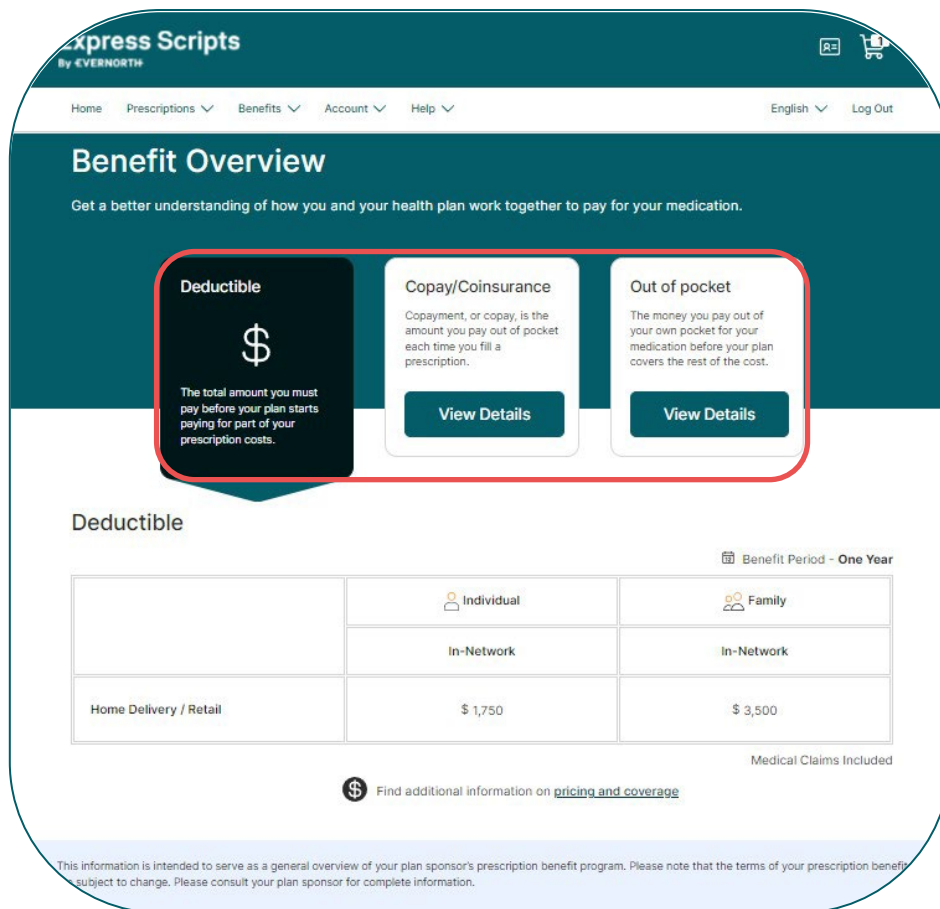 Express Scripts
By EVERNORTH
1
Home Prescriptions Benefits Account Help English Log Out
Benefit Overview
Get a better understanding of how you and your health plan work together to pay for your medication.
Deductible
$
The total amount you must
pay before your plan starts
paying for part of your
prescription costs.
Copay/Coinsurance
Copayment, or copay, is the
amount you pay out of pocket
each time you fill a
prescription.
View Details
Out of pocket
The money you pay out of
your own pocket for your
medication before your plan
covers the rest of the cost.
View Details
Deductible
Benefit Period - One Year
Individual Family
In-Network In-Network
Home Delivery / Retail $ 1,750 $ 3,500
Medical Claims Included
$ Find additional information on pricing and coverage
This information is intended to serve as a general overview of your plan sponsor's prescription benefit program. Please note that the terms of your prescription benefit
subject to change. Please consult your plan sponsor for complete information.